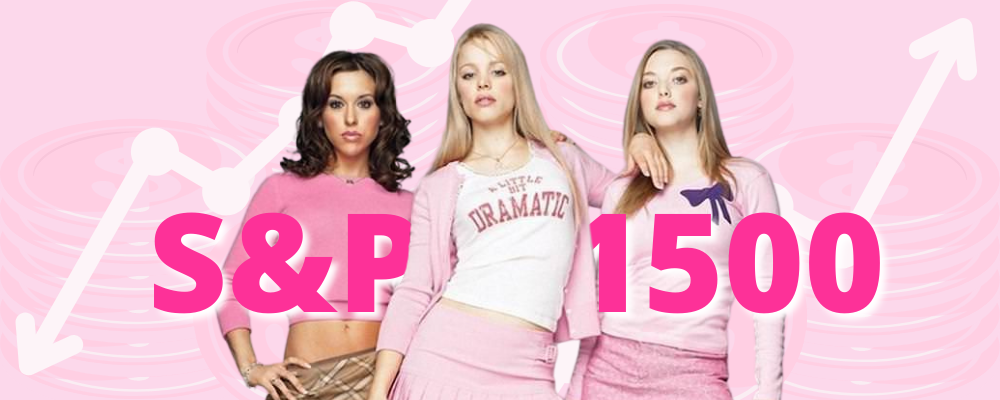 A LITTLE
BIT
DRAMATIC
S&P 1500